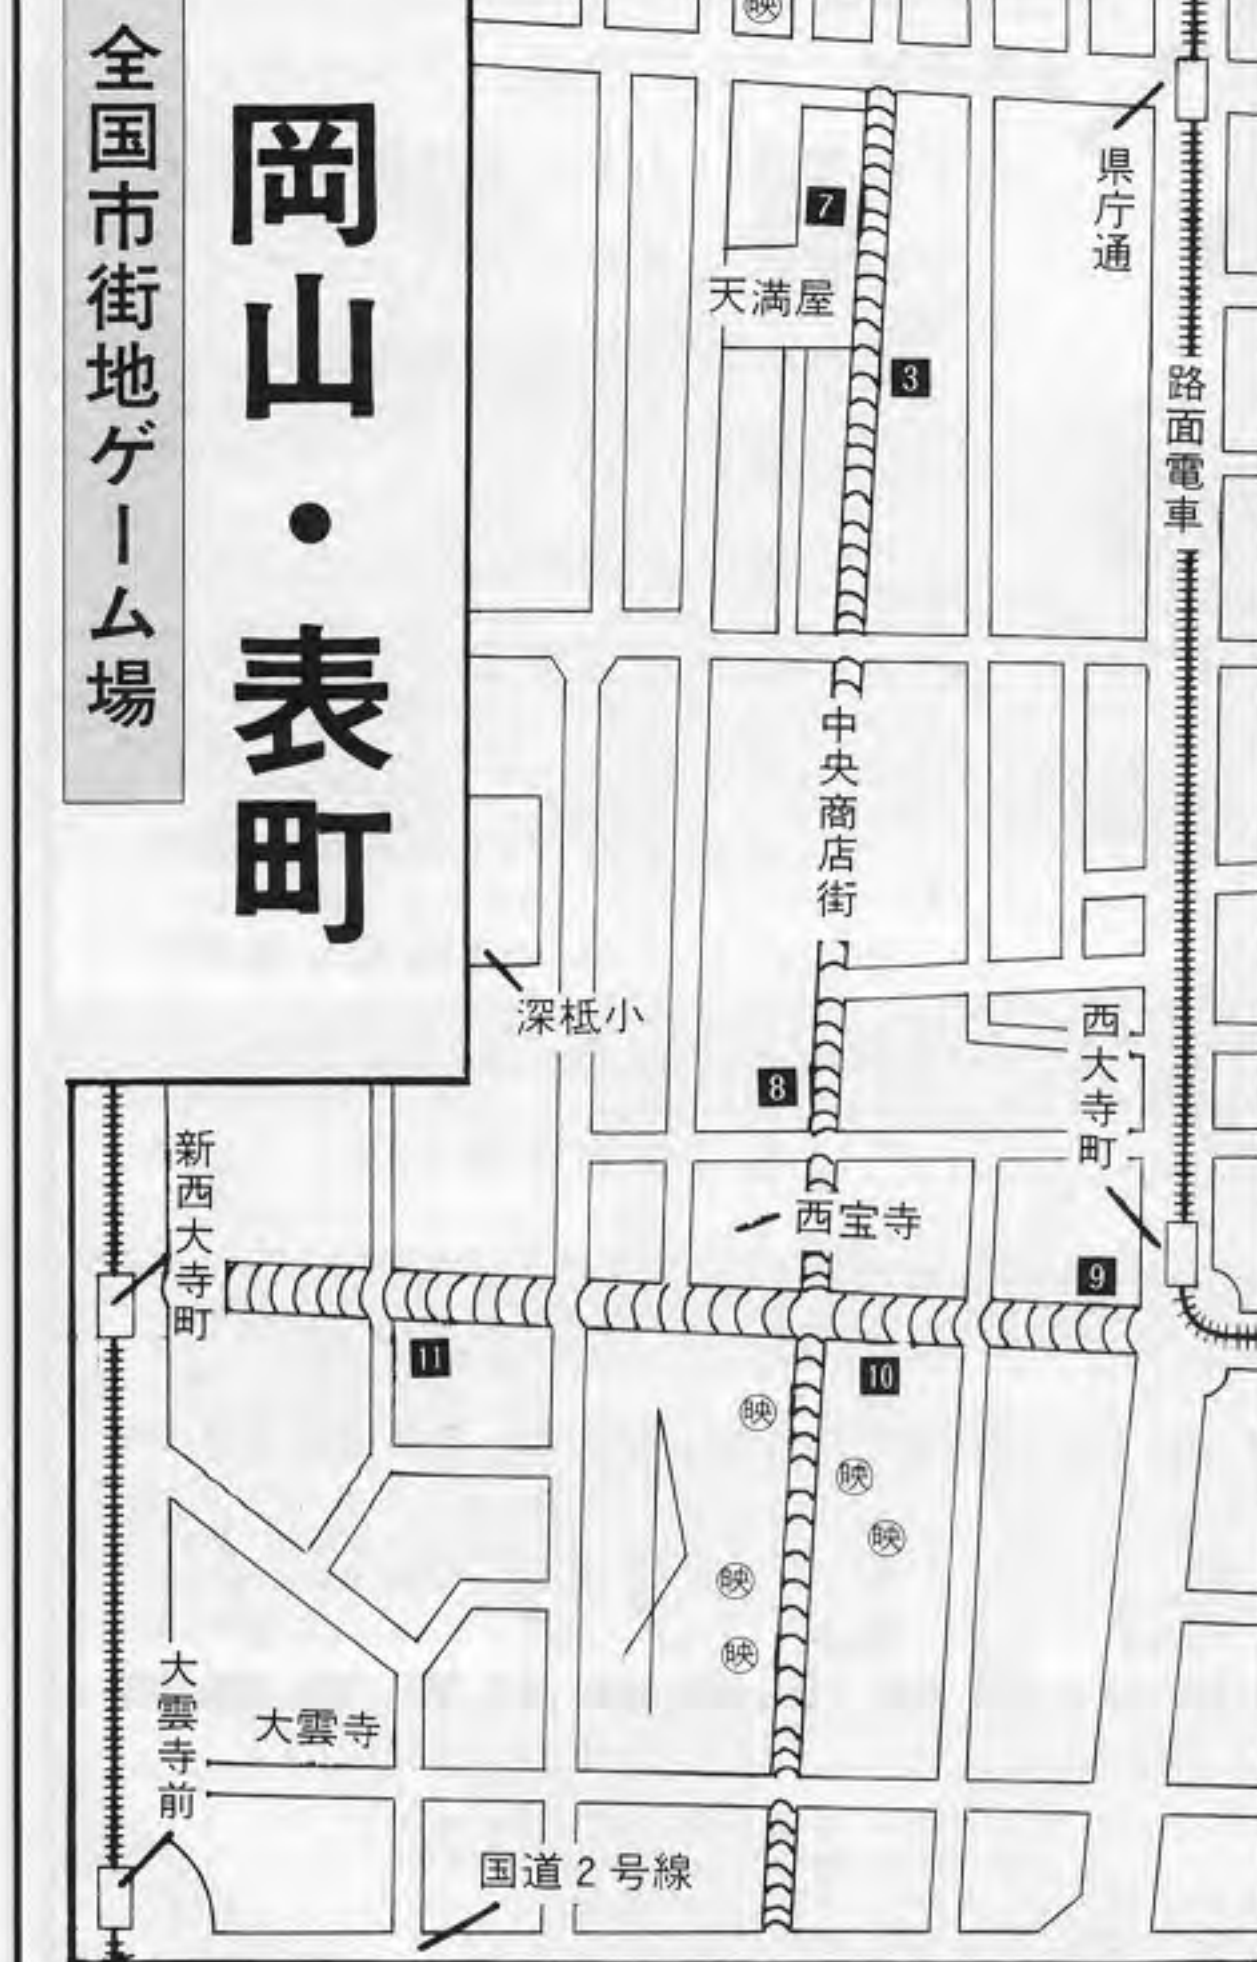 全国市街地ゲーム場
岡山・表町
映
県庁通
7
天満屋
3
路面電車
中央商店街
深柢小
西大寺町
8
新西大寺町
西宝寺
9
11
10
映
映
映
映
映
大雲寺前
大雲寺
国道2号線